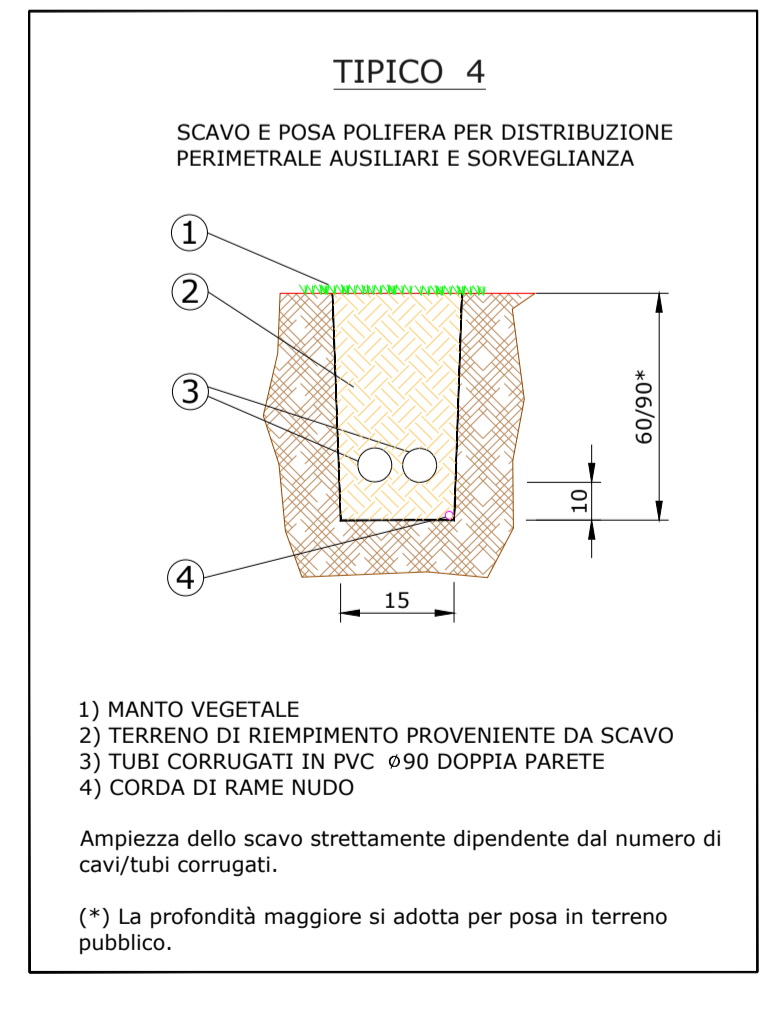 TIPICO 4
SCAVO E POSA POLIFERA PER DISTRIBUZIONE
PERIMETRALE AUSILIARI E SORVEGLIANZA
1
2
3
4
60/90*
10
15
1) MANTO VEGETALE
2) TERRENO DI RIEMPIMENTO PROVENIENTE DA SCAVO
3) TUBI CORRUGATI IN PVC ø90 DOPPIA PARETE
4) CORDA DI RAME NUDO
Ampiezza dello scavo strettamente dipendente dal numero di
cavi/tubi corrugati.
(*) La profondità maggiore si adotta per posa in terreno
pubblico.